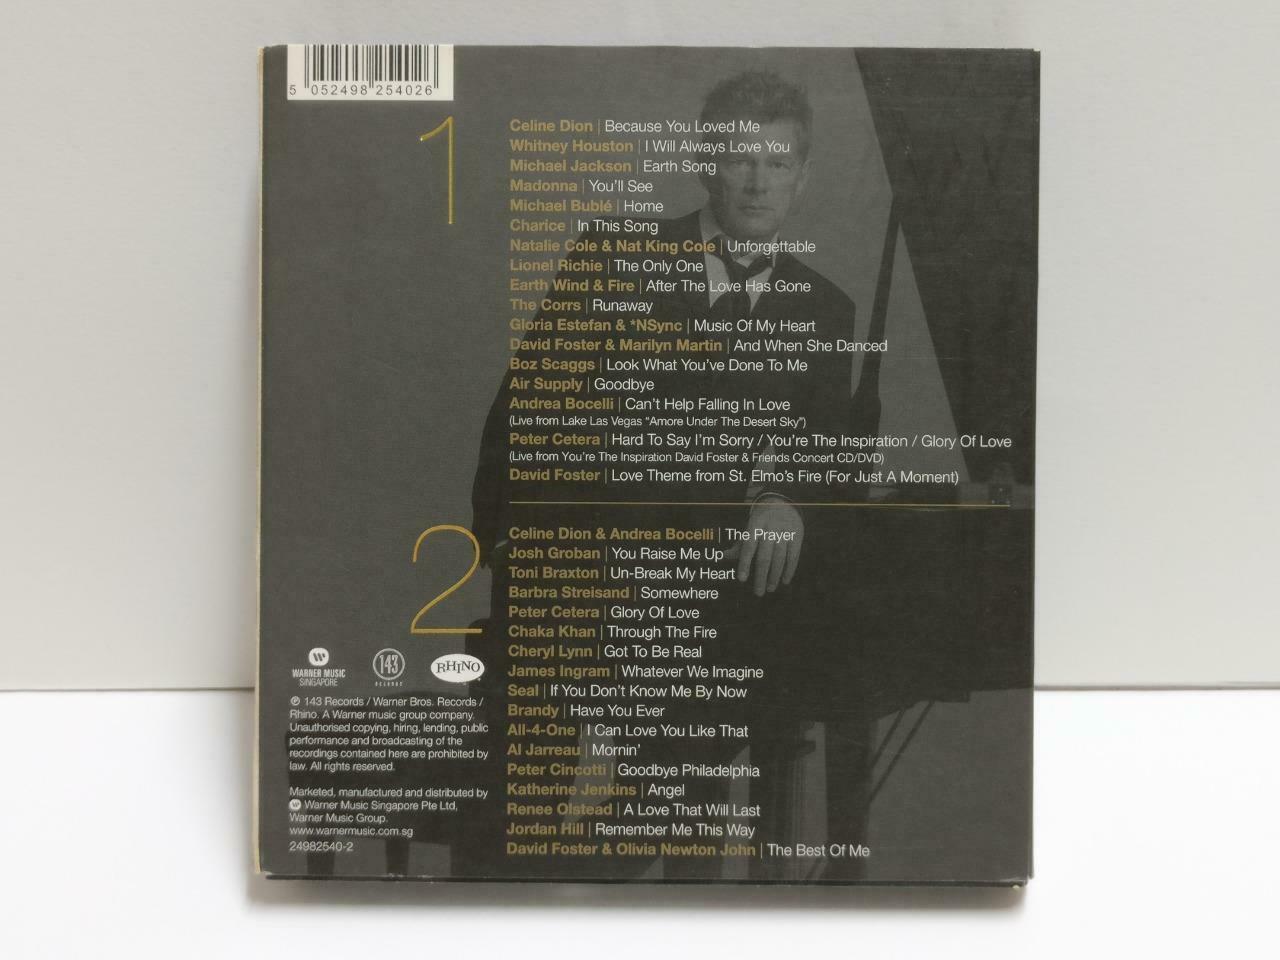 5 052498 254026
1
Celine Dion | Because You Loved Me
Whitney Houston | I Will Always Love You
Michael Jackson | Earth Song
Madonna | You'll See
Michael Bublé | Home
Charice | In This Song
Natalie Cole & Nat King Cole | Unforgettable
Lionel Richie | The Only One
Earth Wind & Fire | After The Love Has Gone
The Corrs | Runaway
Gloria Estefan & *NSync | Music Of My Heart
David Foster & Marilyn Martin | And When She Danced
Boz Scaggs | Look What You've Done To Me
Air Supply | Goodbye
Andrea Bocelli | Can't Help Falling In Love
(Live from Lake Las Vegas "Amore Under The Desert Sky")
Peter Cetera | Hard To Say I'm Sorry / You're The Inspiration / Glory Of Love
(Live from You're The Inspiration David Foster & Friends Concert CD/DVD)
David Foster | Love Theme from St. Elmo's Fire (For Just A Moment)
2
Celine Dion & Andrea Bocelli | The Prayer
Josh Groban | You Raise Me Up
Toni Braxton | Un-Break My Heart
Barbra Streisand | Somewhere
Peter Cetera | Glory Of Love
Chaka Khan | Through The Fire
Cheryl Lynn | Got To Be Real
James Ingram | Whatever We Imagine
Seal | If You Don't Know Me By Now
Brandy | Have You Ever
All-4-One | I Can Love You Like That
Al Jarreau | Mornin'
Peter Cincotti | Goodbye Philadelphia
Katherine Jenkins | Angel
Renee Olstead | A Love That Will Last
Jordan Hill | Remember Me This Way
David Foster & Olivia Newton John | The Best Of Me
WARNER MUSIC
SINGAPORE
143
RECORDS
RHINO
℗ 143 Records / Warner Bros. Records /
Rhino. A Warner music group company.
Unauthorised copying, hiring, lending, public
performance and broadcasting of the
recordings contained here are prohibited by
law. All rights reserved.
Marketed, manufactured and distributed by
Warner Music Singapore Pte Ltd,
Warner Music Group.
www.warnermusic.com.sg
24982540-2